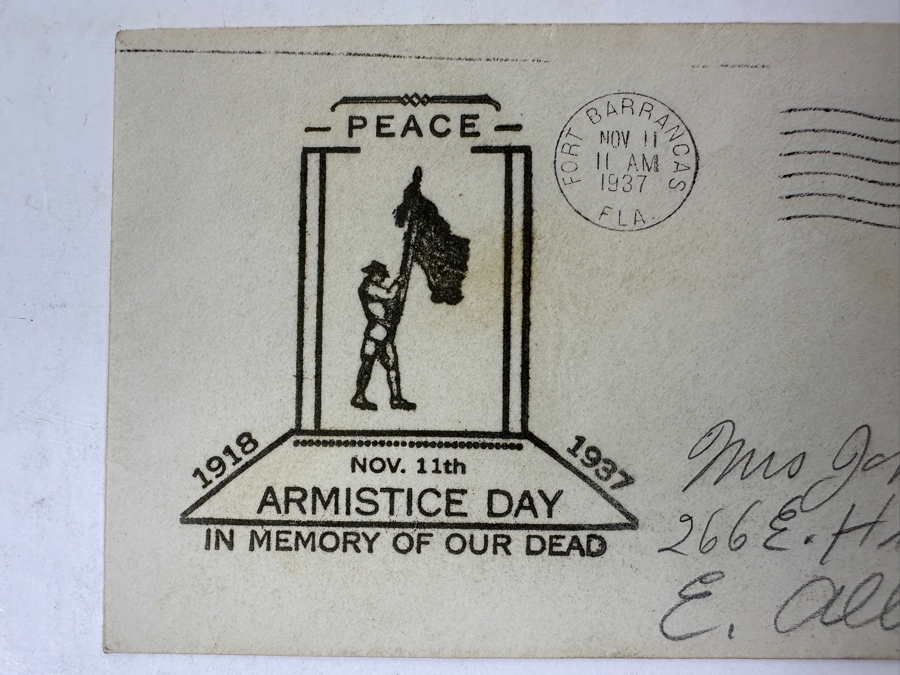 PEACE
FORT BARRANCAS
NOV 11
11 AM
1937
FLA.
1918
1937
NOV. 11th
ARMISTICE DAY
IN MEMORY OF OUR DEAD
Mrs
266 E.
E.